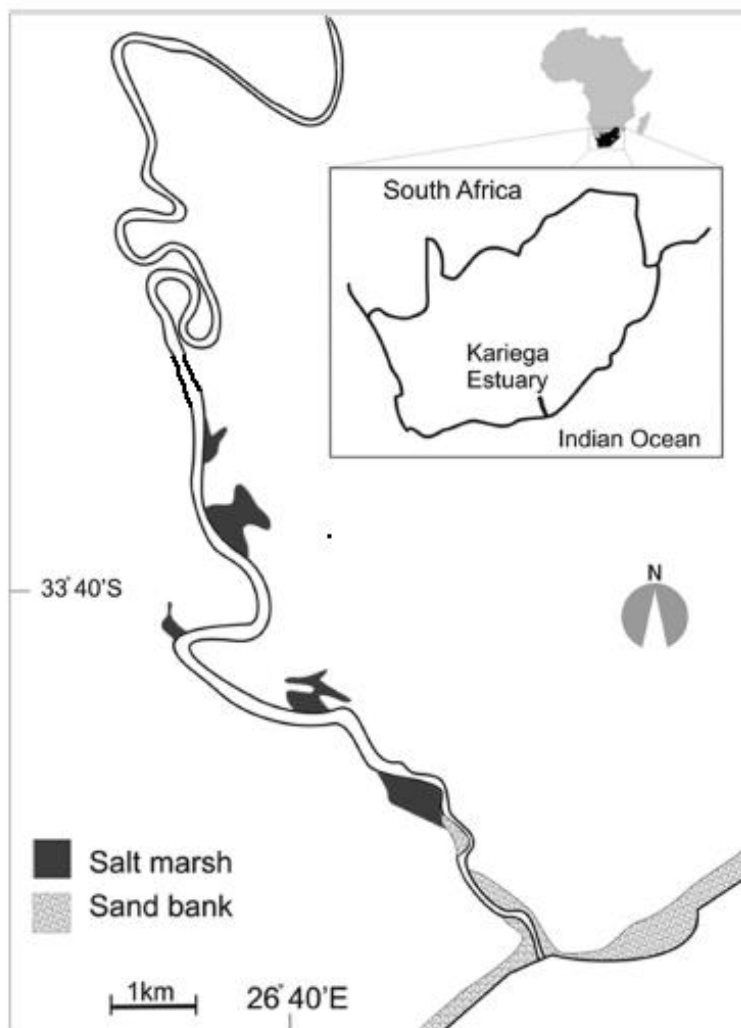 South Africa
Kariega
Estuary
Indian Ocean
33°40'S
N
Salt marsh
Sand bank
1km
26°40'E